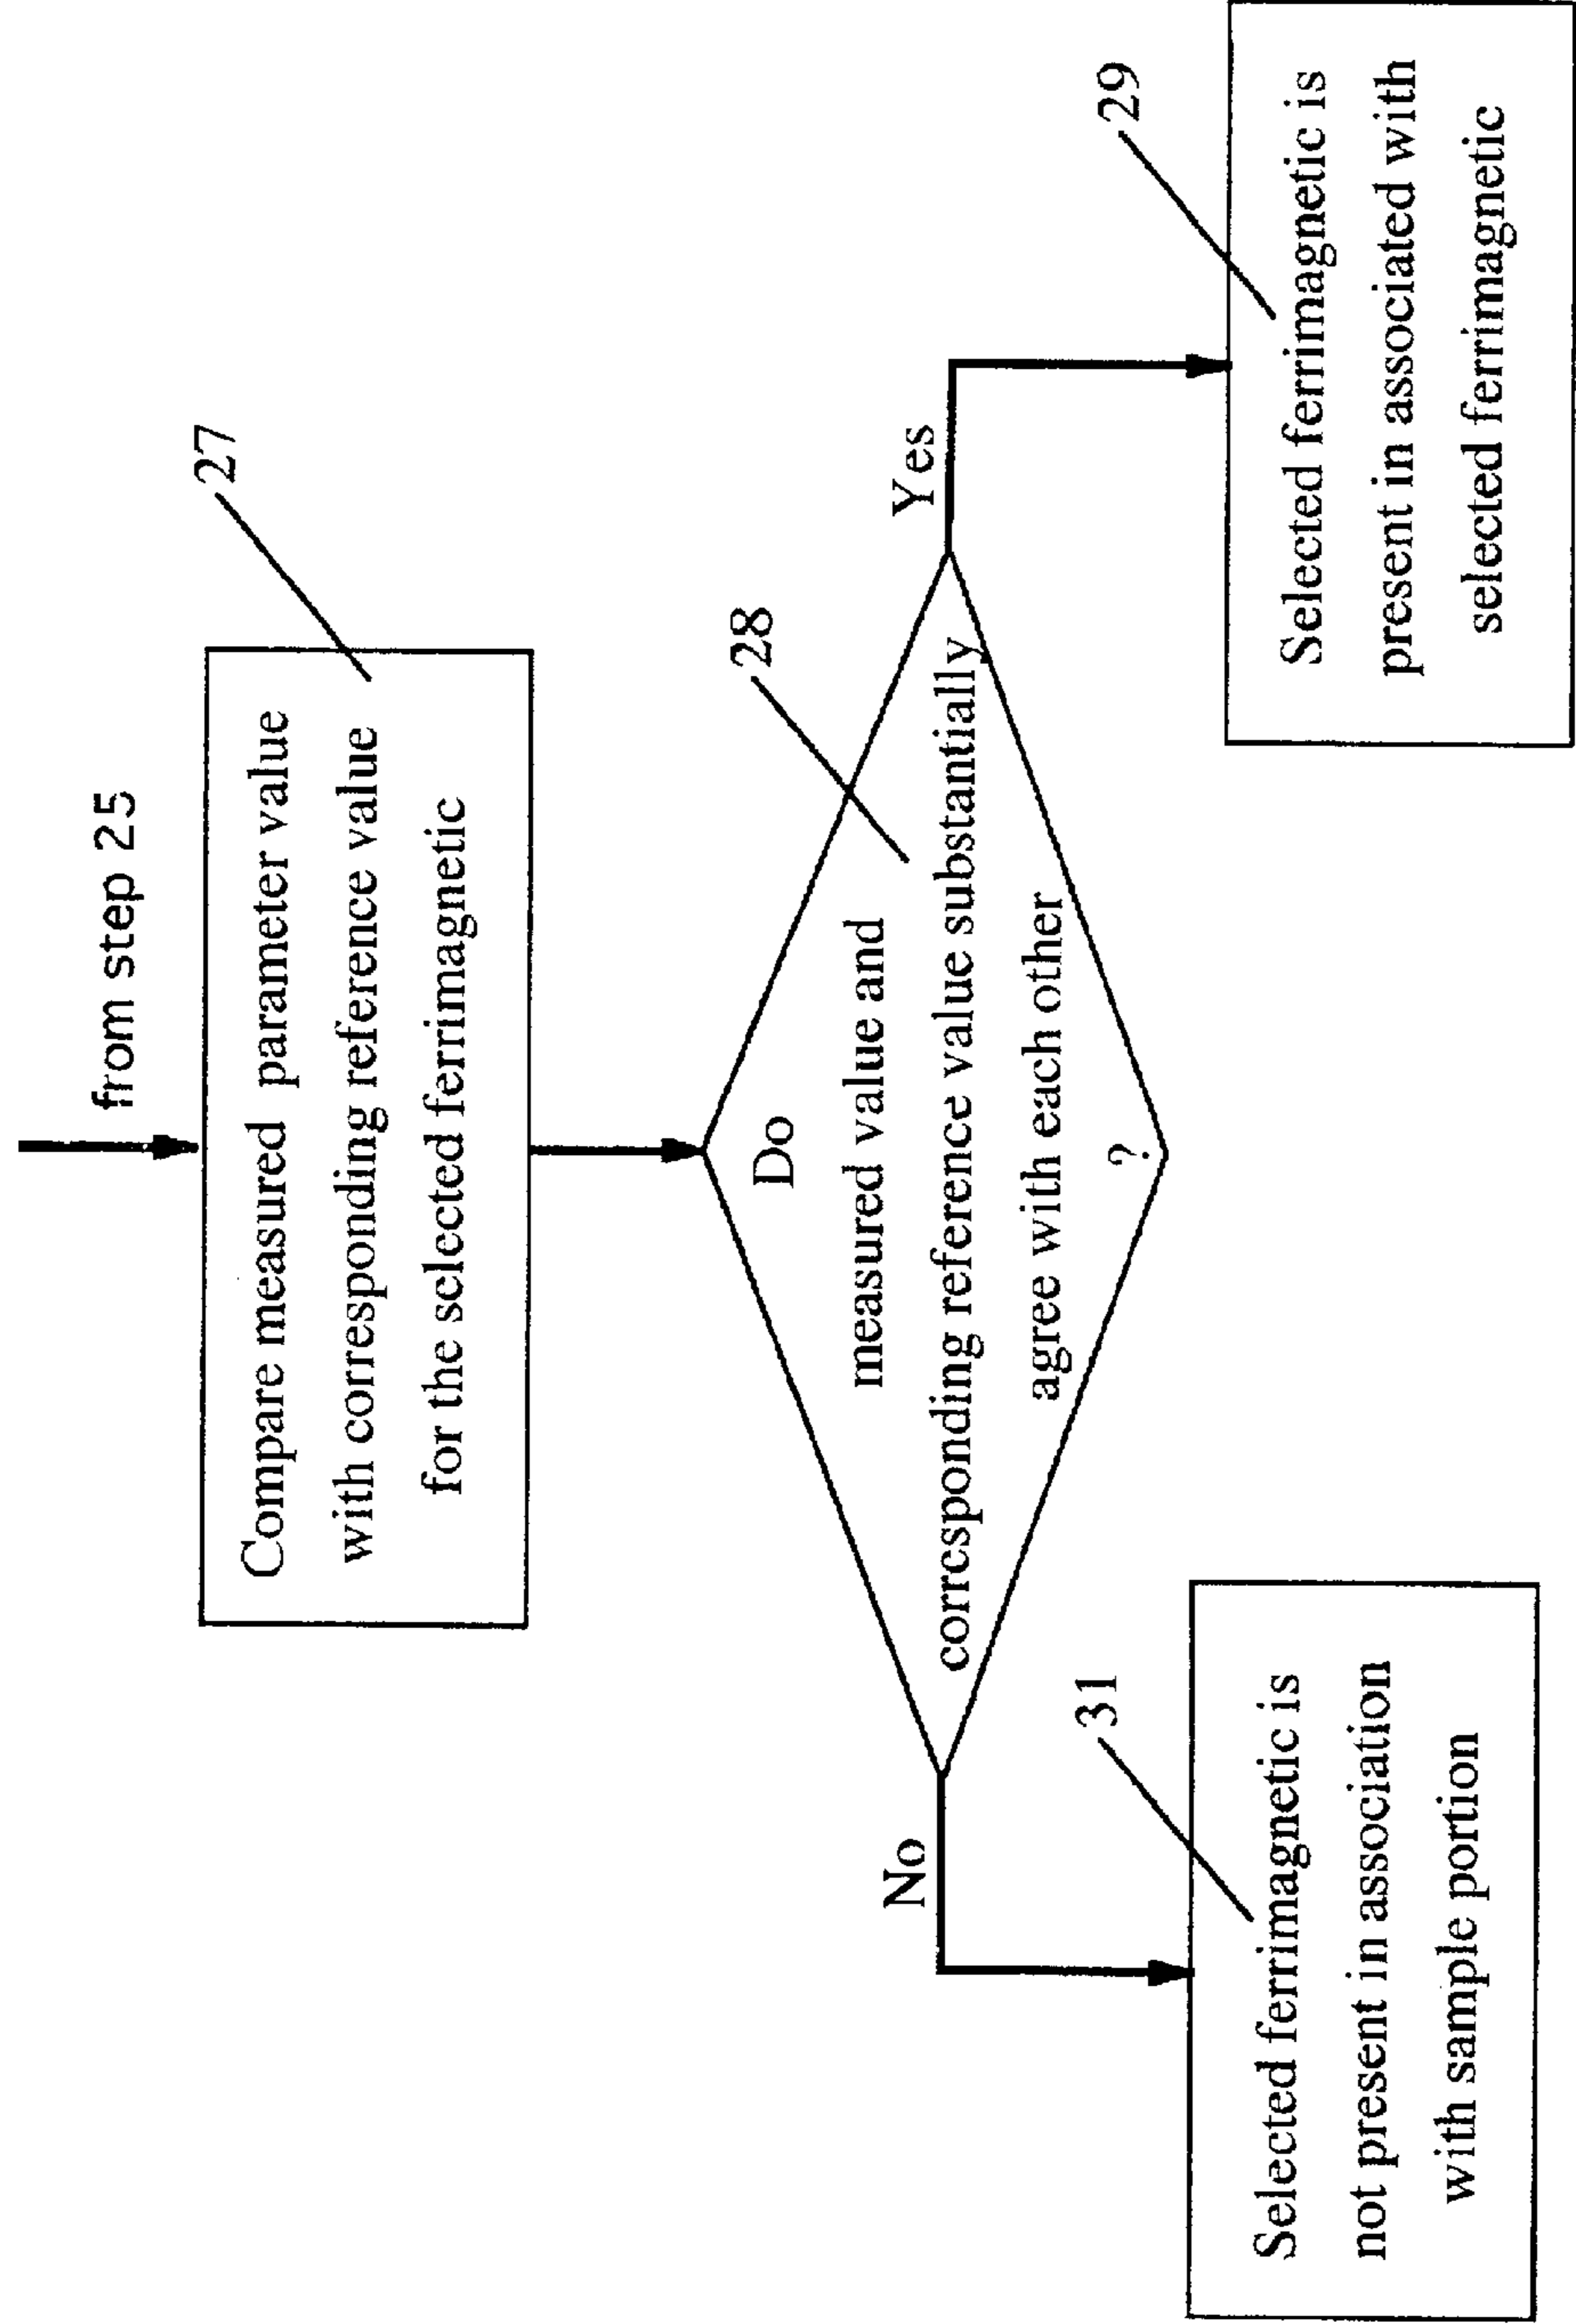 from step 25
27
Compare measured parameter value
with corresponding reference value
for the selected ferrimagnetic
28
Do
measured value and
corresponding reference value substantially
agree with each other
?
Yes
29
Selected ferrimagnetic is
present in associated with
selected ferrimagnetic
No
31
Selected ferrimagnetic is
not present in association
with sample portion